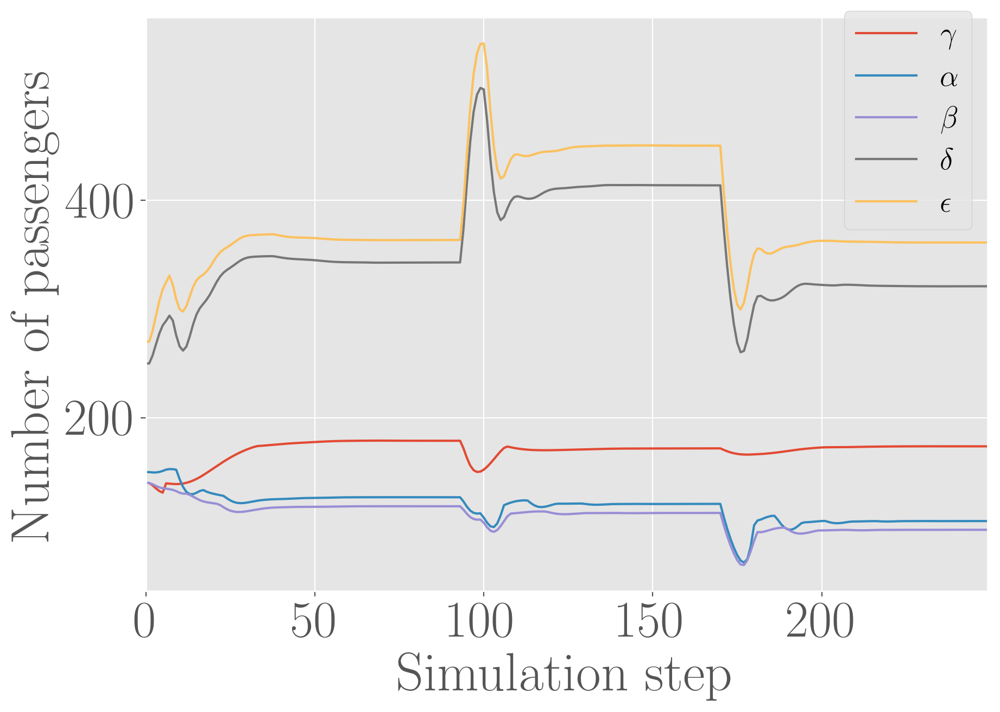 γ
α
β
δ
ϵ
Number of passengers
400
200
0 50 100 150 200
Simulation step